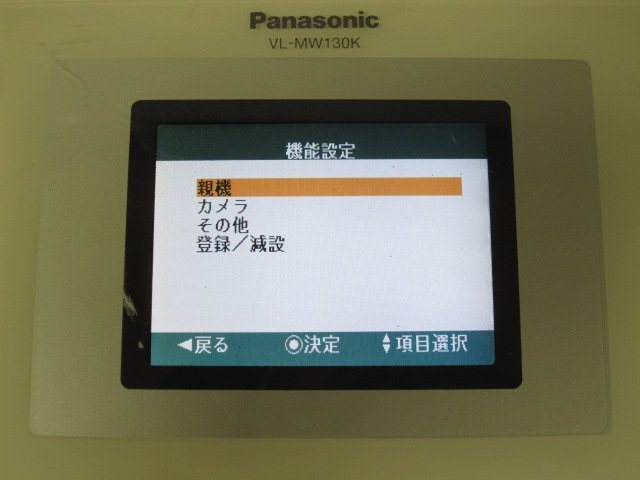 Panasonic
VL-MW130K
機能設定
親機
カメラ
その他
登録／減設
◀戻る ◉決定 ▲▼項目選択